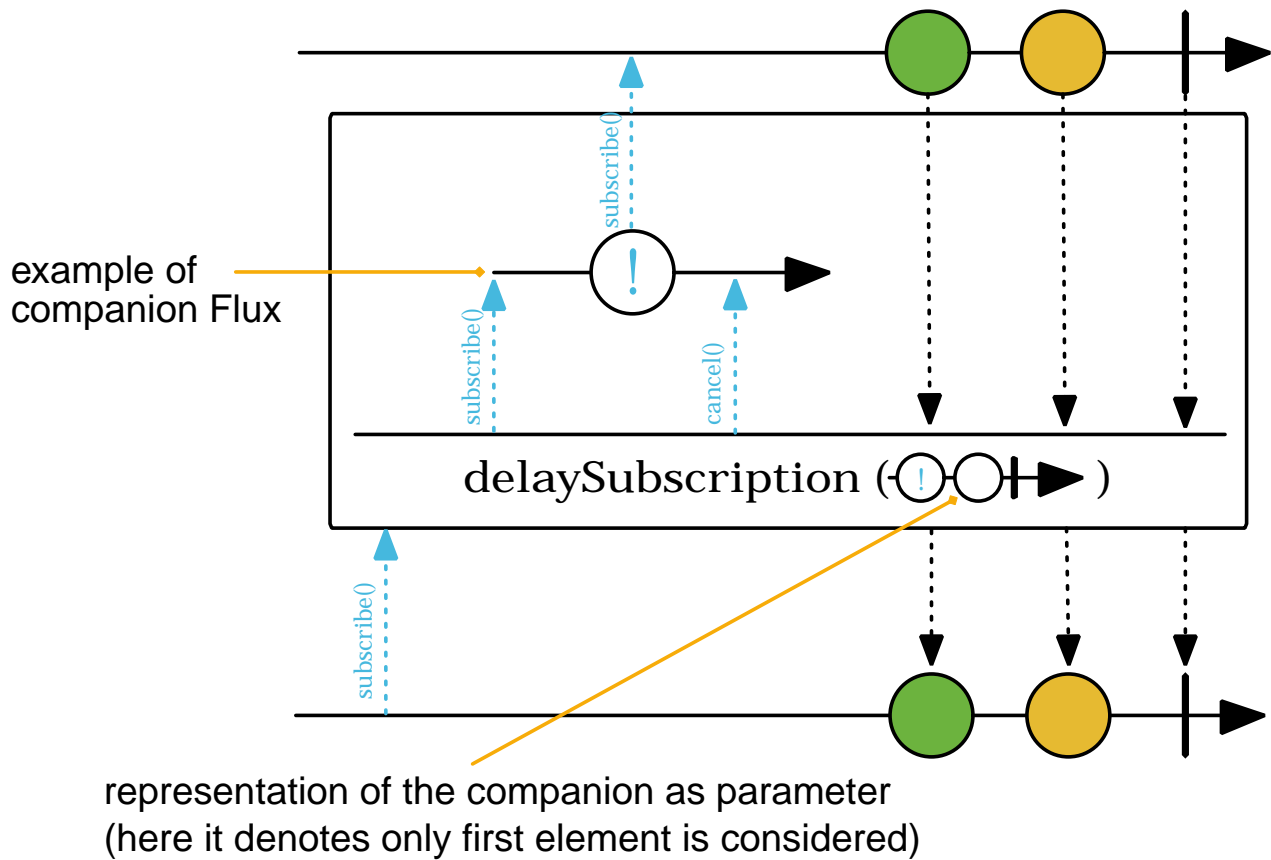 subscribe()
!
example of
companion Flux
subscribe()
cancel()
delaySubscription ( ! )
subscribe()
representation of the companion as parameter
(here it denotes only first element is considered)